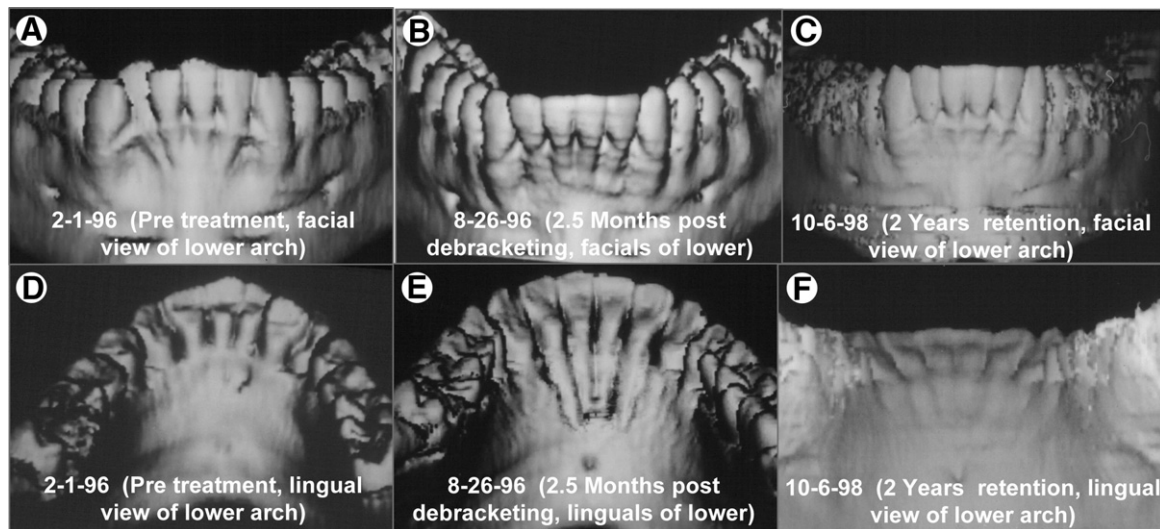 A
2-1-96 (Pre treatment, facial
view of lower arch)
B
8-26-96 (2.5 Months post
debracketing, facials of lower)
C
10-6-98 (2 Years retention, facial
view of lower arch)
D
2-1-96 (Pre treatment, lingual
view of lower arch)
E
8-26-96 (2.5 Months post
debracketing, linguals of lower)
F
10-6-98 (2 Years retention, lingual
view of lower arch)